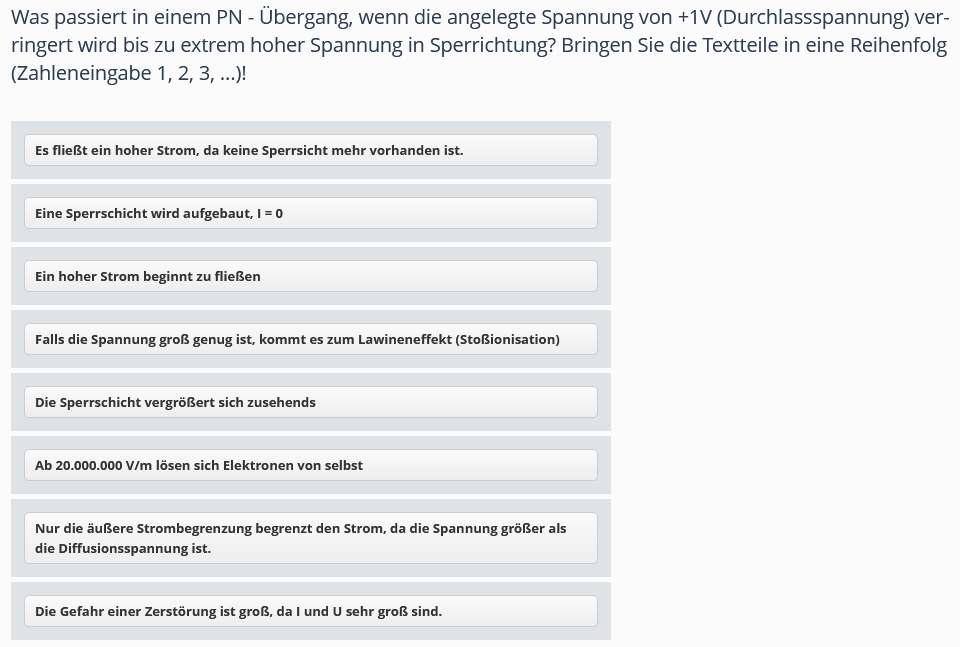 Was passiert in einem PN - Übergang, wenn die angelegte Spannung von +1V (Durchlassspannung) ver-
ringert wird bis zu extrem hoher Spannung in Sperrichtung? Bringen Sie die Textteile in eine Reihenfolg
(Zahleneingabe 1, 2, 3, ...)!
Es fließt ein hoher Strom, da keine Sperrsicht mehr vorhanden ist.
Eine Sperrschicht wird aufgebaut, I = 0
Ein hoher Strom beginnt zu fließen
Falls die Spannung groß genug ist, kommt es zum Lawineneffekt (Stoßionisation)
Die Sperrschicht vergrößert sich zusehends
Ab 20.000.000 V/m lösen sich Elektronen von selbst
Nur die äußere Strombegrenzung begrenzt den Strom, da die Spannung größer als
die Diffusionsspannung ist.
Die Gefahr einer Zerstörung ist groß, da I und U sehr groß sind.